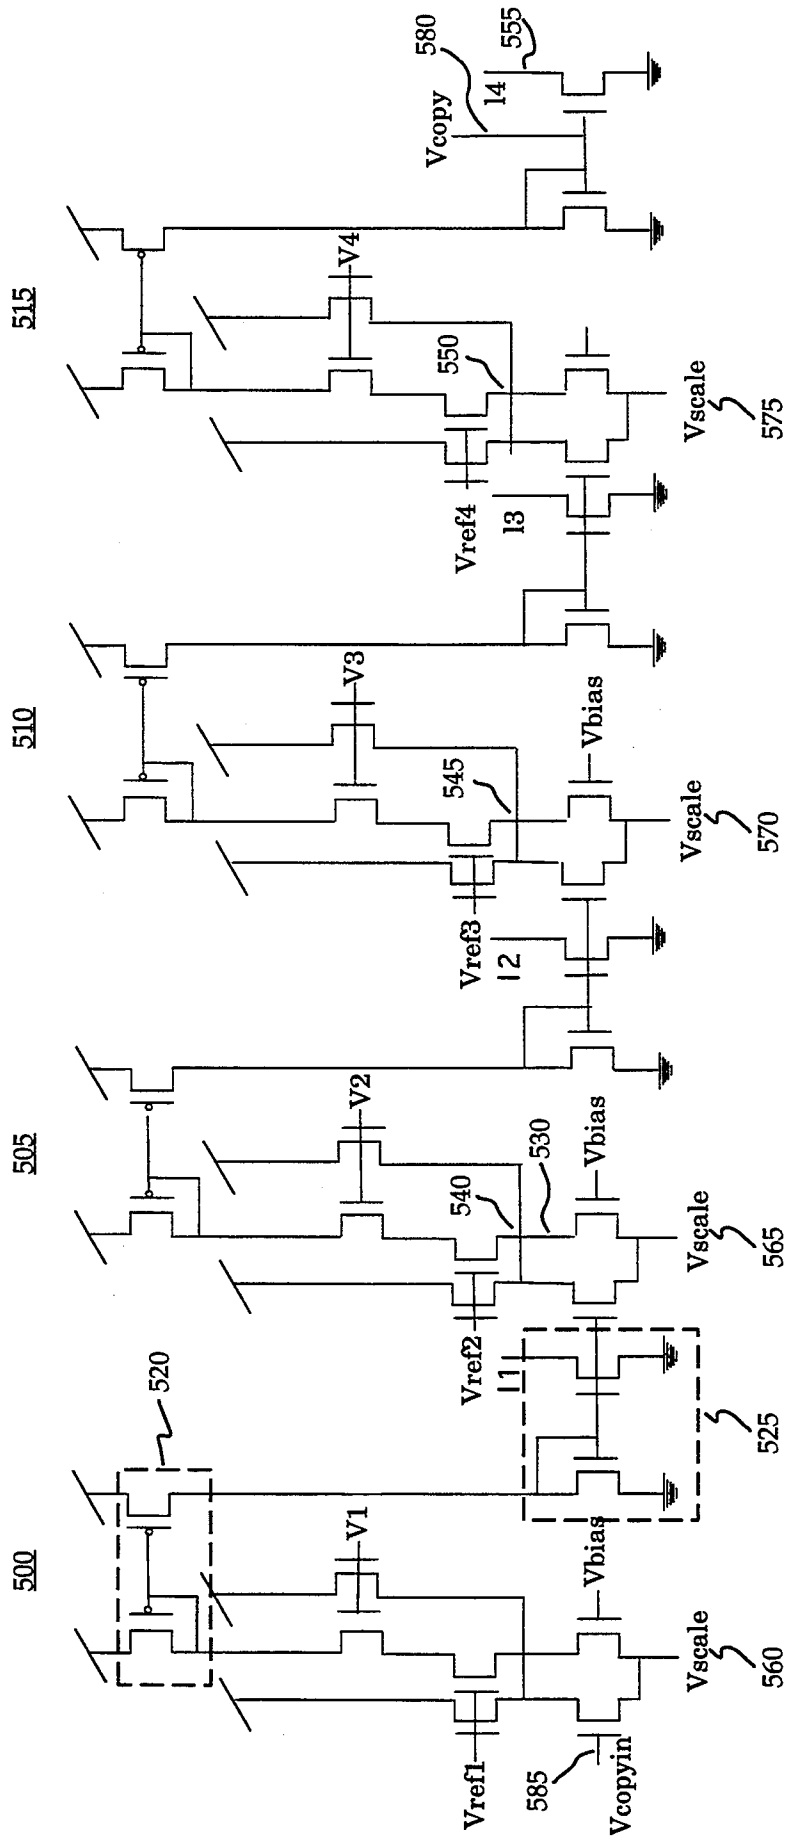 500
505
510
515
520
V1
V2
V3
V4
580
Vcopy
540
545
550
Vref1
Vref2
Vref3
Vref4
555
I1
I2
I3
I4
530
585
Vcopyin
Vbias
Vbias
Vbias
Vscale
Vscale
Vscale
Vscale
560
525
565
570
575